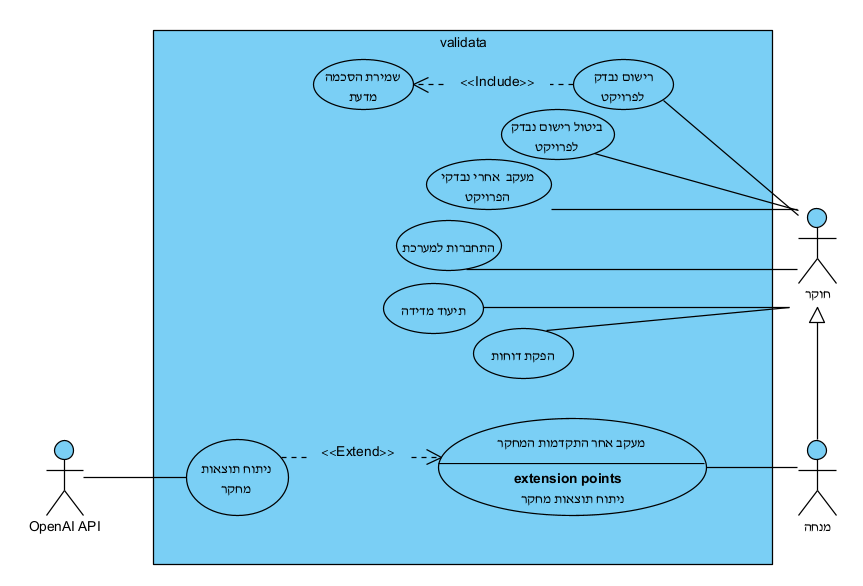 validata
רישום נבדק
לפרויקט
<<Include>>
שמירת הסכמה
מדעת
ביטול רישום נבדק
לפרויקט
מעקב אחרי נבדקי
הפרויקט
התחברות למערכת
חוקר
תיעוד מדידה
הפקת דוחות
מעקב אחר התקדמות המחקר
extension points
ניתוח תוצאות מחקר
<<Extend>>
ניתוח תוצאות
מחקר
OpenAI API
מנחה